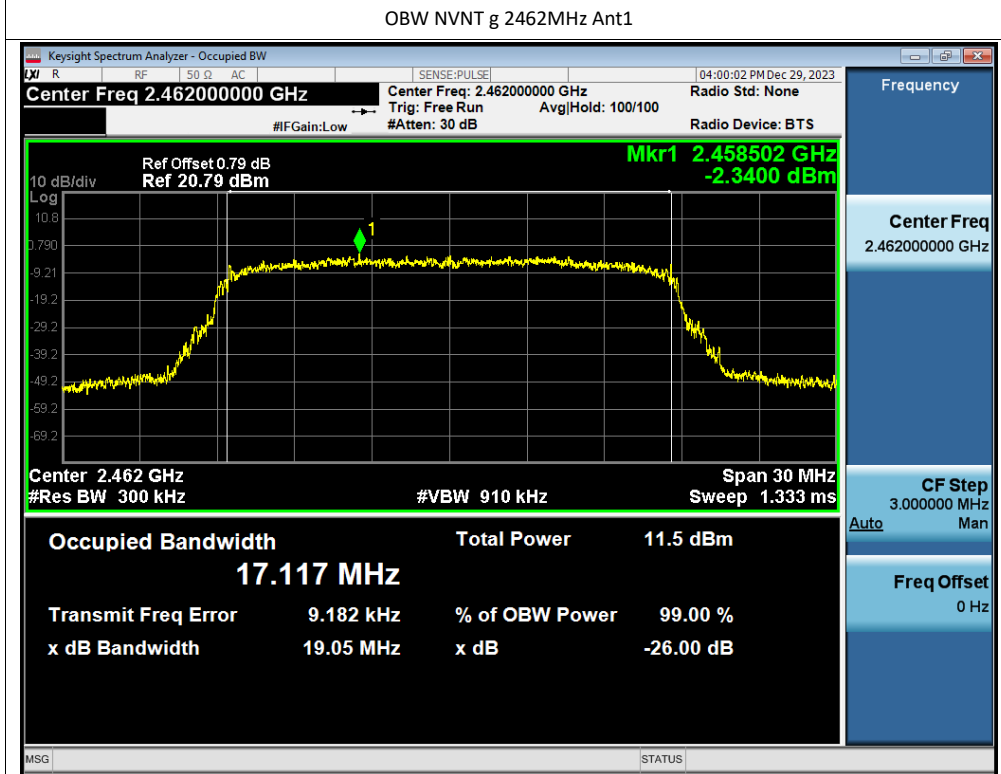 OBW NVNT g 2462MHz Ant1
Keysight Spectrum Analyzer - Occupied BW
LXI R RF 50 Ω AC SENSE:PULSE 04:00:02 PM Dec 29, 2023
Center Freq 2.462000000 GHz Center Freq: 2.462000000 GHz Radio Std: None
Trig: Free Run Avg|Hold: 100/100
#IFGain:Low #Atten: 30 dB Radio Device: BTS
Frequency
Ref Offset 0.79 dB Mkr1 2.458502 GHz
10 dB/div Ref 20.79 dBm -2.3400 dBm
Log
10.8
1
0.790
-9.21
-19.2
-29.2
-39.2
-49.2
-59.2
-69.2
Center 2.462 GHz Span 30 MHz
#Res BW 300 kHz #VBW 910 kHz Sweep 1.333 ms
Center Freq
2.462000000 GHz
CF Step
3.000000 MHz
Auto Man
Freq Offset
0 Hz
Occupied Bandwidth Total Power 11.5 dBm
17.117 MHz
Transmit Freq Error 9.182 kHz % of OBW Power 99.00 %
x dB Bandwidth 19.05 MHz x dB -26.00 dB
MSG STATUS